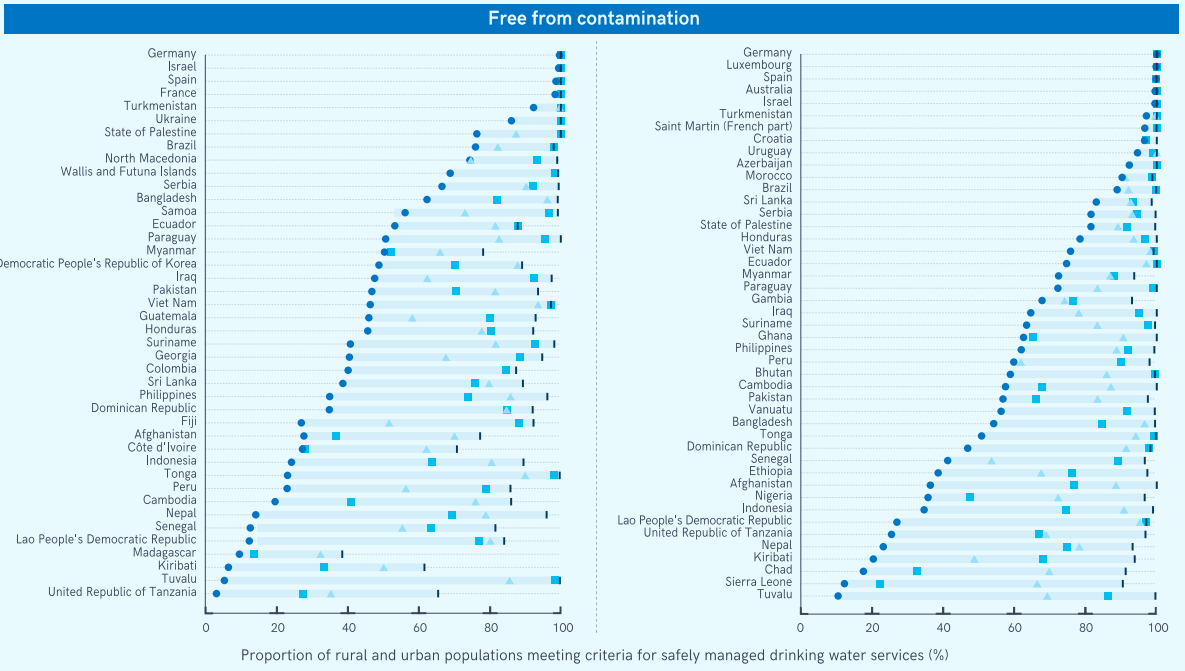 Free from contamination
Germany
Israel
Spain
France
Turkmenistan
Ukraine
State of Palestine
Brazil
North Macedonia
Wallis and Futuna Islands
Serbia
Bangladesh
Samoa
Ecuador
Paraguay
Myanmar
Democratic People's Republic of Korea
Iraq
Pakistan
Viet Nam
Guatemala
Honduras
Suriname
Georgia
Colombia
Sri Lanka
Philippines
Dominican Republic
Fiji
Afghanistan
Côte d'Ivoire
Indonesia
Tonga
Peru
Cambodia
Nepal
Senegal
Lao People's Democratic Republic
Madagascar
Kiribati
Tuvalu
United Republic of Tanzania
0 20 40 60 80 100
Germany
Luxembourg
Spain
Australia
Israel
Turkmenistan
Saint Martin (French part)
Croatia
Uruguay
Azerbaijan
Morocco
Brazil
Sri Lanka
Serbia
State of Palestine
Honduras
Viet Nam
Ecuador
Myanmar
Paraguay
Gambia
Iraq
Suriname
Ghana
Philippines
Peru
Bhutan
Cambodia
Pakistan
Vanuatu
Bangladesh
Tonga
Dominican Republic
Senegal
Ethiopia
Afghanistan
Nigeria
Indonesia
Lao People's Democratic Republic
United Republic of Tanzania
Nepal
Kiribati
Chad
Sierra Leone
Tuvalu
0 20 40 60 80 100
Proportion of rural and urban populations meeting criteria for safely managed drinking water services (%)